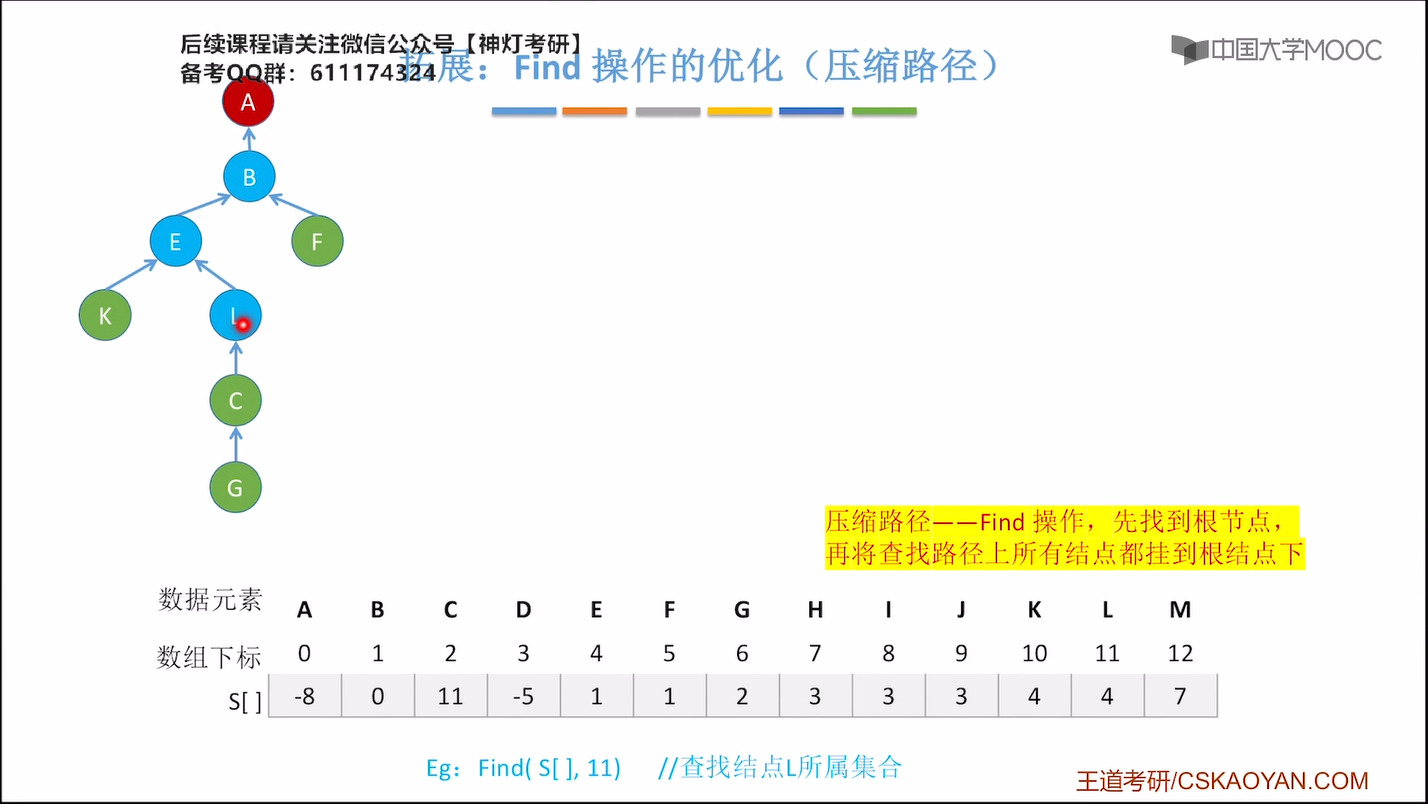 后续课程请关注微信公众号【神灯考研】
备考QQ群：611174324
拓展：Find 操作的优化（压缩路径）
中国大学MOOC
A
B
E
F
K
L
C
G
压缩路径——Find 操作，先找到根节点，
再将查找路径上所有结点都挂到根结点下
数据元素 A B C D E F G H I J K L M
数组下标 0 1 2 3 4 5 6 7 8 9 10 11 12
S[ ] -8 0 11 -5 1 1 2 3 3 3 4 4 7
Eg：Find( S[ ], 11) //查找结点L所属集合
王道考研/CSKAOYAN.COM